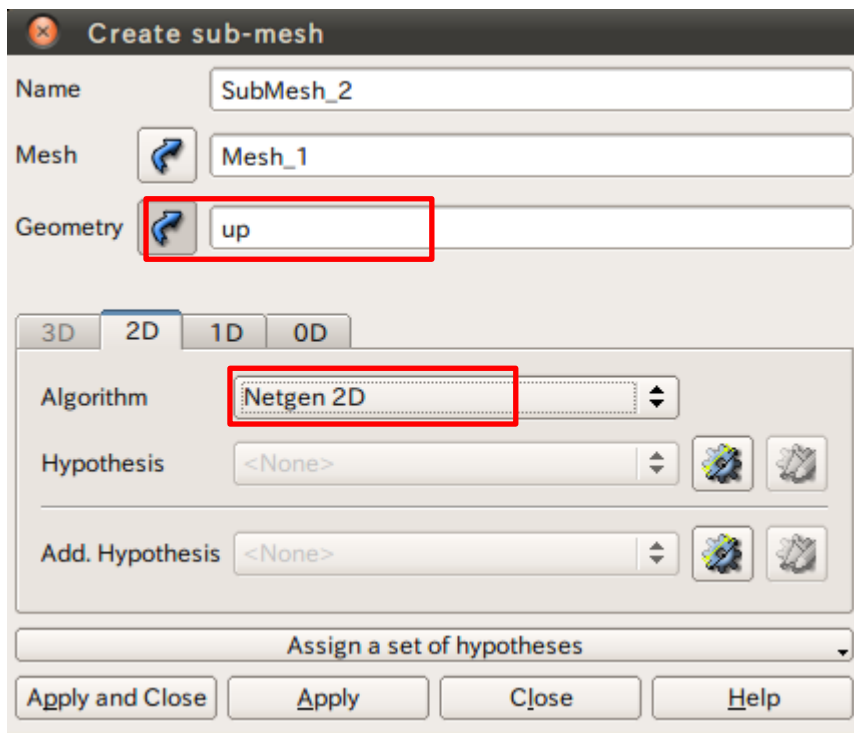 Create sub-mesh
Name SubMesh_2
Mesh Mesh_1
Geometry up
3D 2D 1D 0D
Algorithm Netgen 2D
Hypothesis <None>
Add. Hypothesis <None>
Assign a set of hypotheses
Apply and Close Apply Close Help